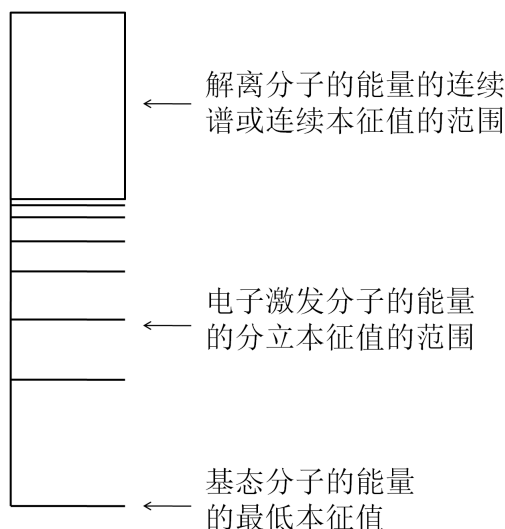 解离分子的能量的连续
谱或连续本征值的范围
电子激发分子的能量
的分立本征值的范围
基态分子的能量
的最低本征值